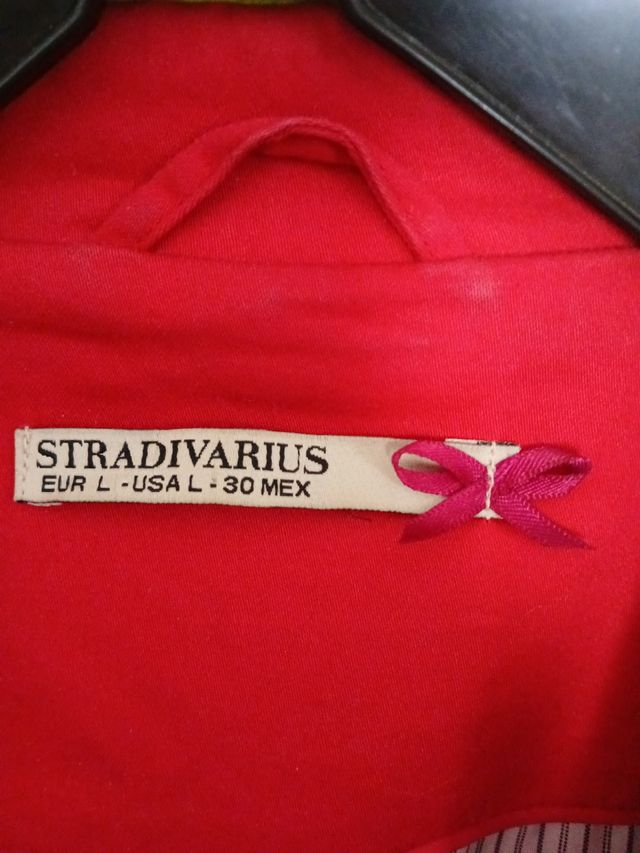 STRADIVARIUS
EUR L - USA L - 30 MEX